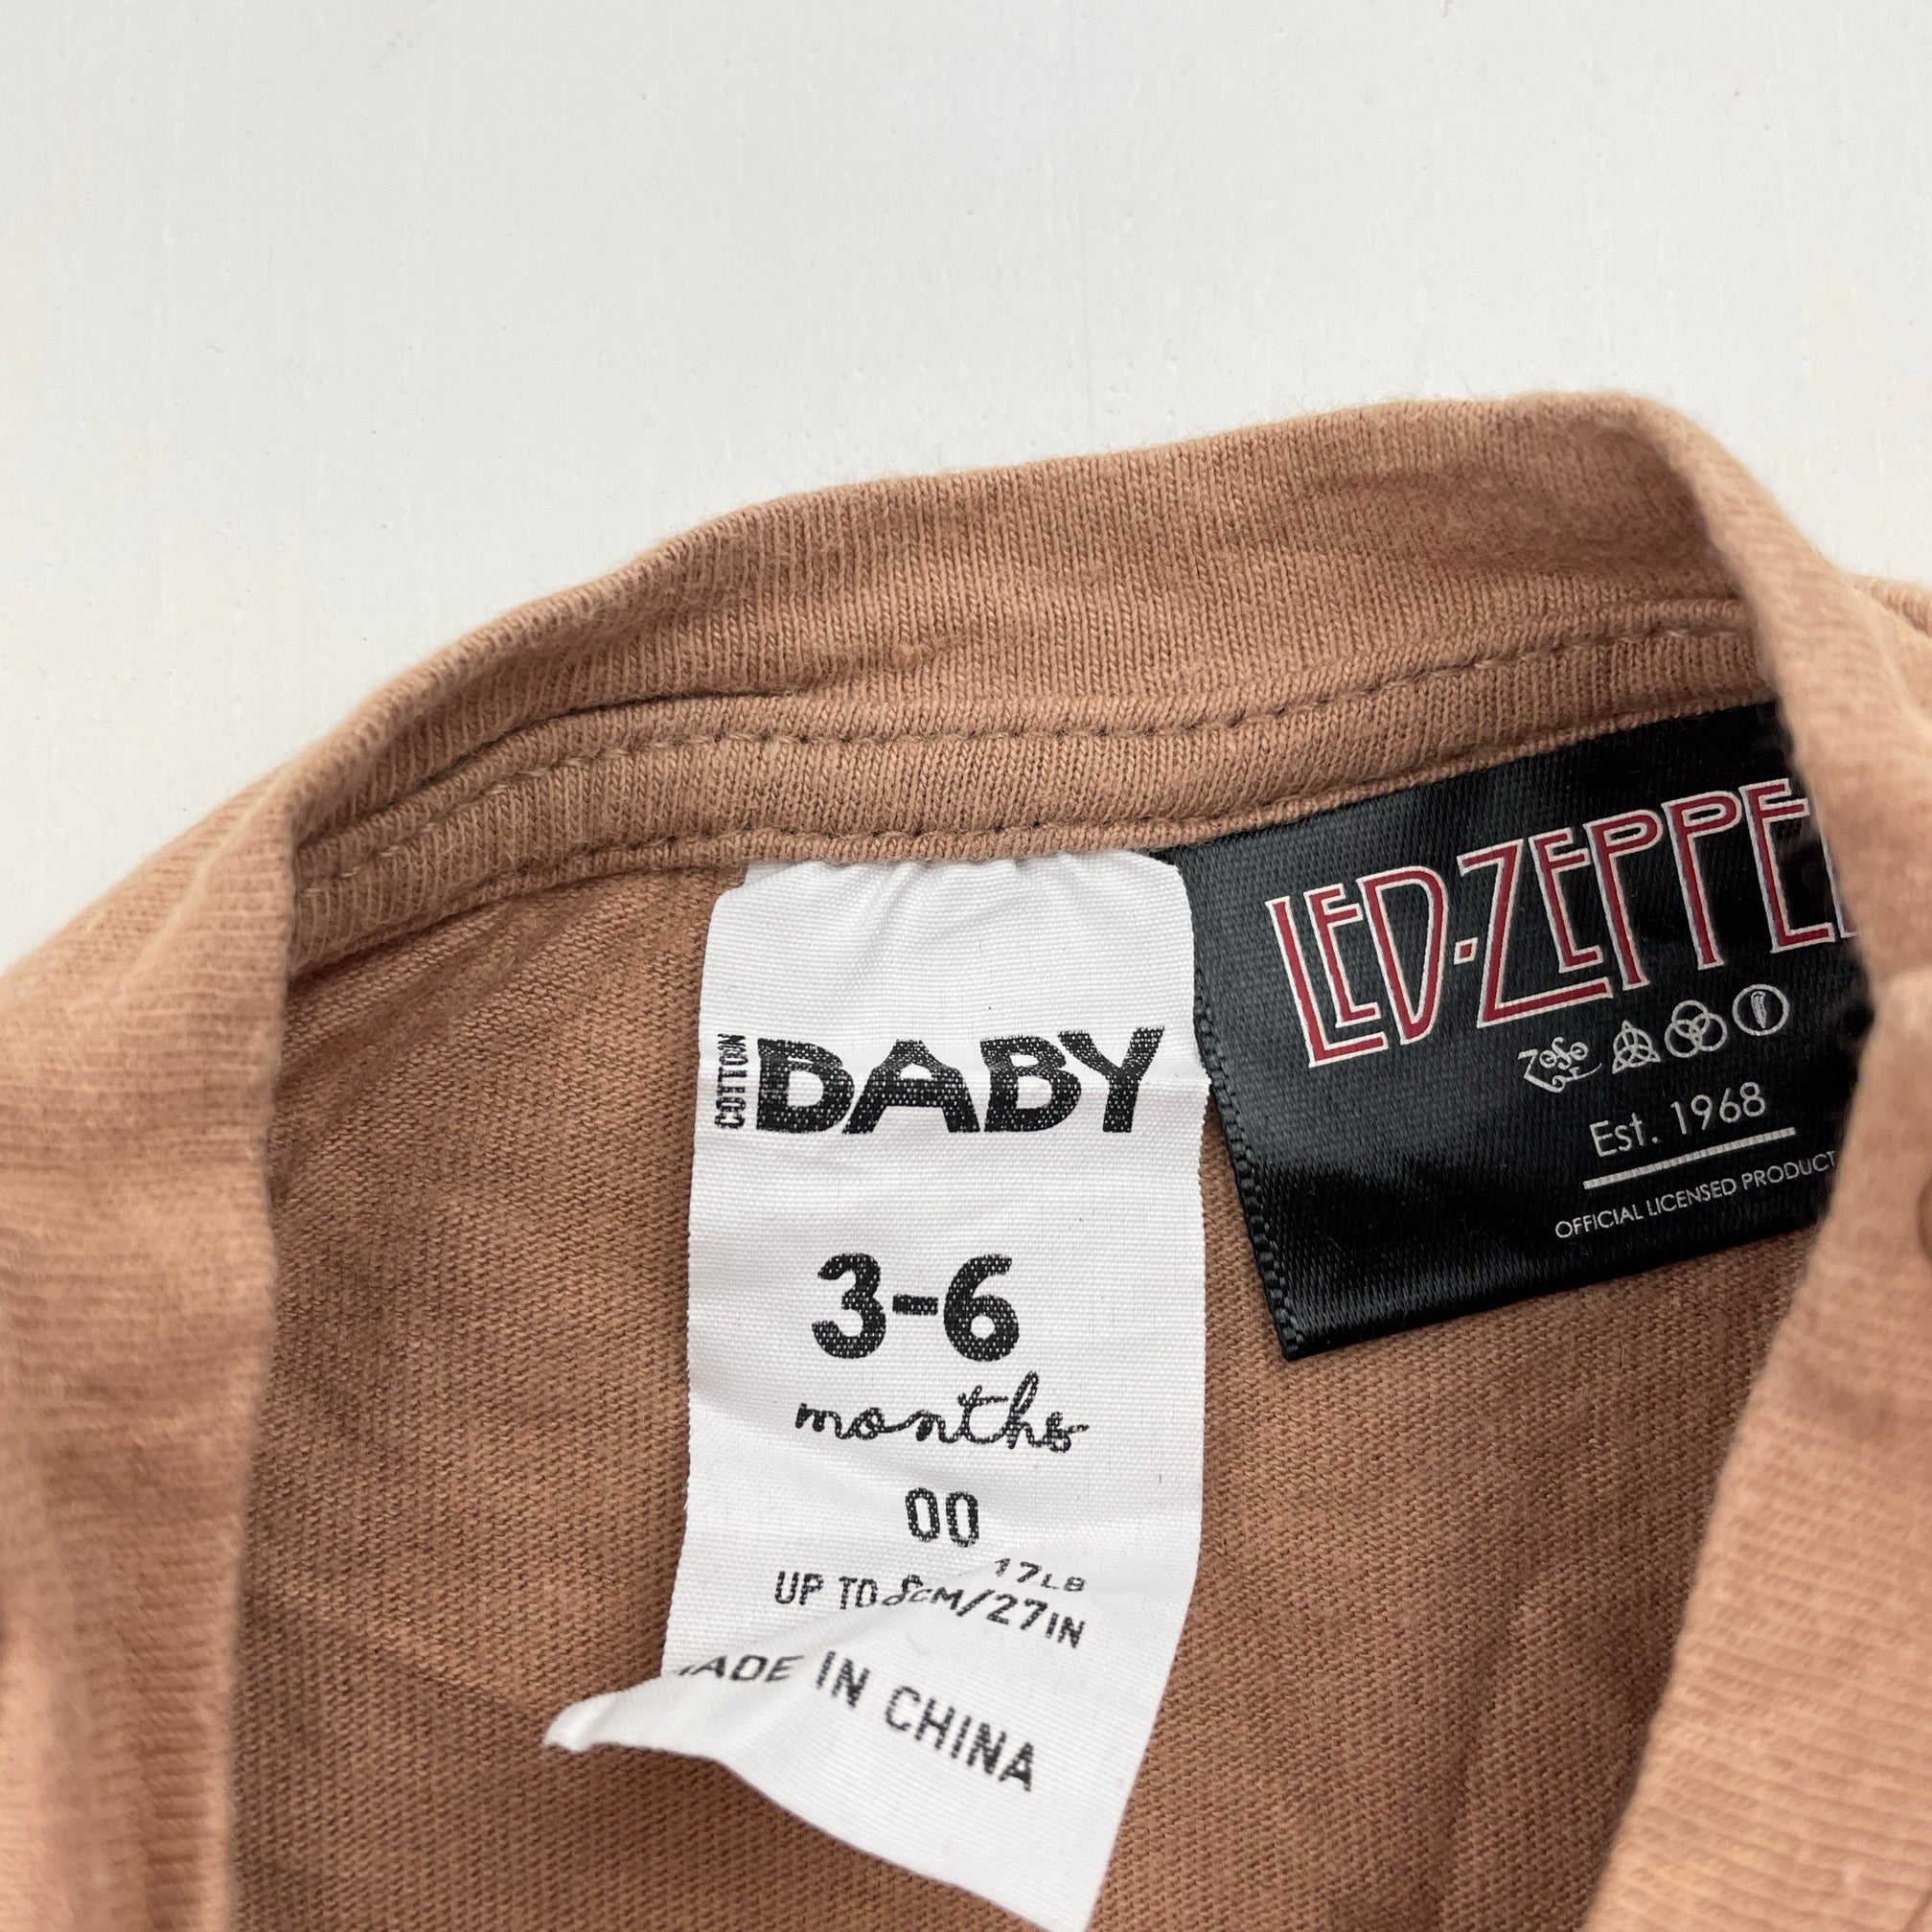 COTTON
DABY
3-6
months
00
17LB
UP TO 8CM/27IN
ADE IN CHINA
LED-ZEPPE
ZoSo
Est. 1968
OFFICIAL LICENSED PRODUCT